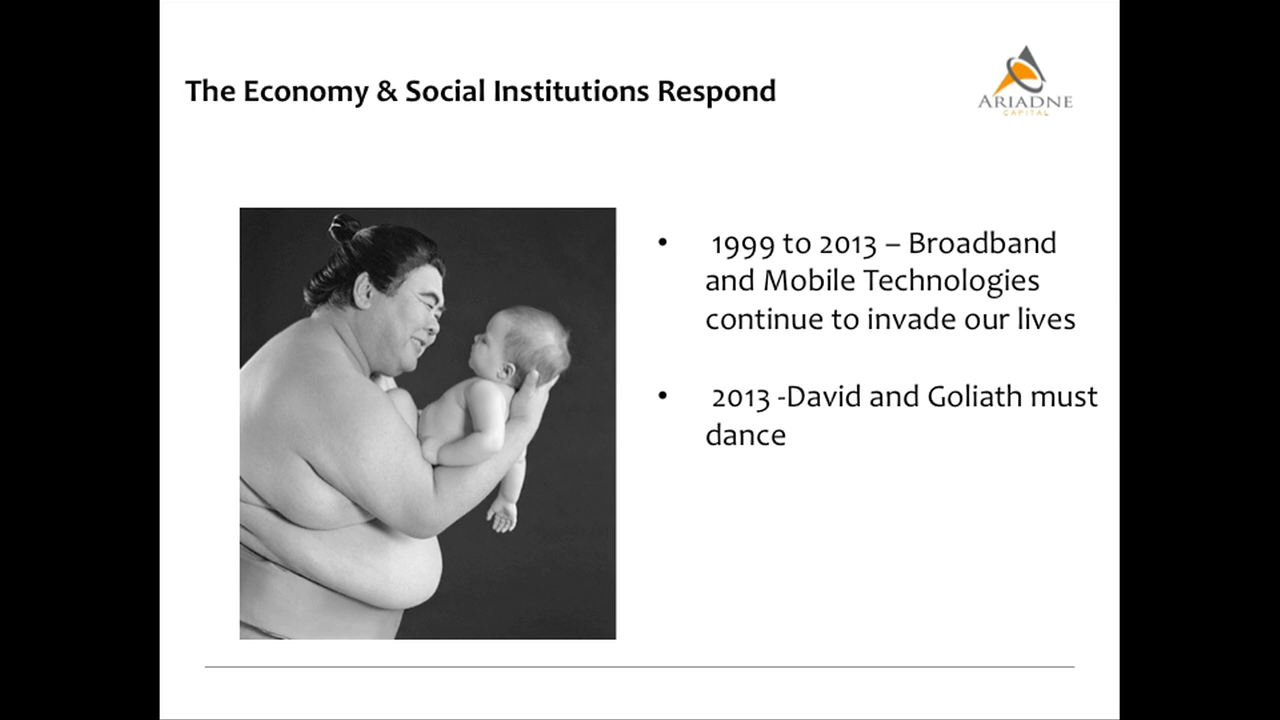 The Economy & Social Institutions Respond
ARIADNE
CAPITAL
• 1999 to 2013 – Broadband
and Mobile Technologies
continue to invade our lives
• 2013 -David and Goliath must
dance